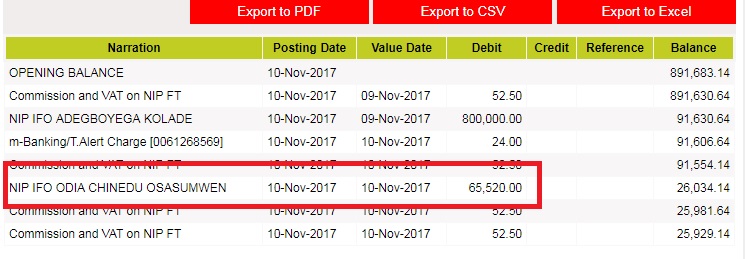 Export to PDF Export to CSV Export to Excel
Narration Posting Date Value Date Debit Credit Reference Balance
OPENING BALANCE 10-Nov-2017 891,683.14
Commission and VAT on NIP FT 10-Nov-2017 09-Nov-2017 52.50 891,630.64
NIP IFO ADEGBOYEGA KOLADE 10-Nov-2017 09-Nov-2017 800,000.00 91,630.64
m-Banking/T.Alert Charge [0061268569] 10-Nov-2017 10-Nov-2017 24.00 91,606.64
Commission and VAT on NIP FT 10-Nov-2017 10-Nov-2017 52.50 91,554.14
NIP IFO ODIA CHINEDU OSASUMWEN 10-Nov-2017 10-Nov-2017 65,520.00 26,034.14
Commission and VAT on NIP FT 10-Nov-2017 10-Nov-2017 52.50 25,981.64
Commission and VAT on NIP FT 10-Nov-2017 10-Nov-2017 52.50 25,929.14